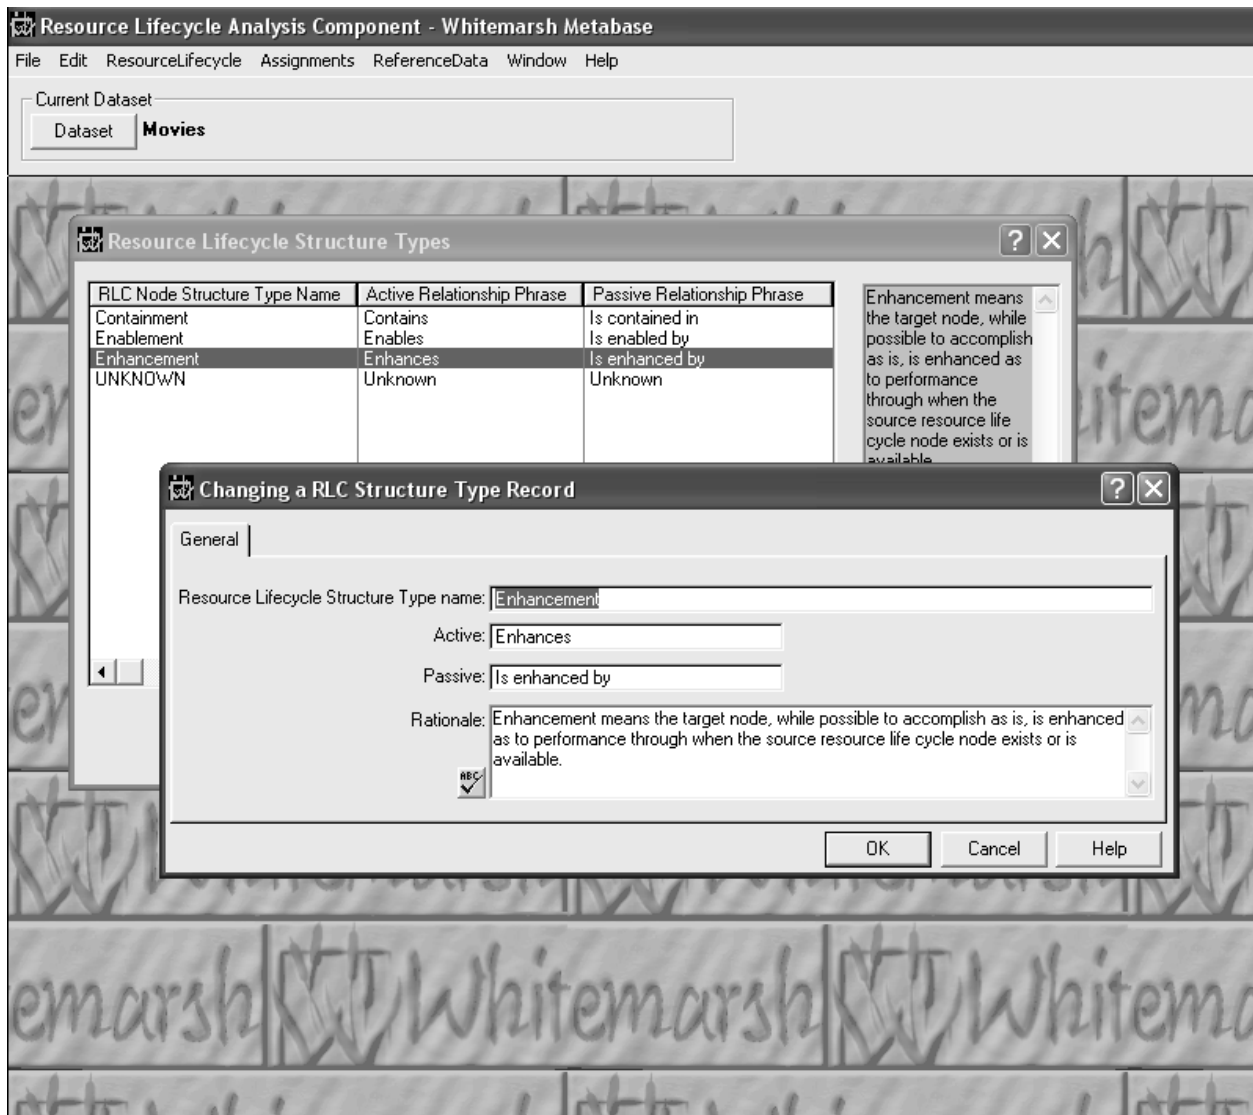 Resource Lifecycle Analysis Component - Whitemarsh Metabase
File Edit ResourceLifecycle Assignments ReferenceData Window Help
Current Dataset
Dataset Movies
Resource Lifecycle Structure Types
RLC Node Structure Type Name Active Relationship Phrase Passive Relationship Phrase
Containment Contains Is contained in
Enablement Enables Is enabled by
Enhancement Enhances Is enhanced by
UNKNOWN Unknown Unknown
Enhancement means
the target node, while
possible to accomplish
as is, is enhanced as
to performance
through when the
source resource life
cycle node exists or is
available.
Changing a RLC Structure Type Record
General
Resource Lifecycle Structure Type name: Enhancement
Active: Enhances
Passive: Is enhanced by
Rationale: Enhancement means the target node, while possible to accomplish as is, is enhanced
as to performance through when the source resource life cycle node exists or is
available.
ABC
OK Cancel Help
emarsh Whitemarsh Whitema